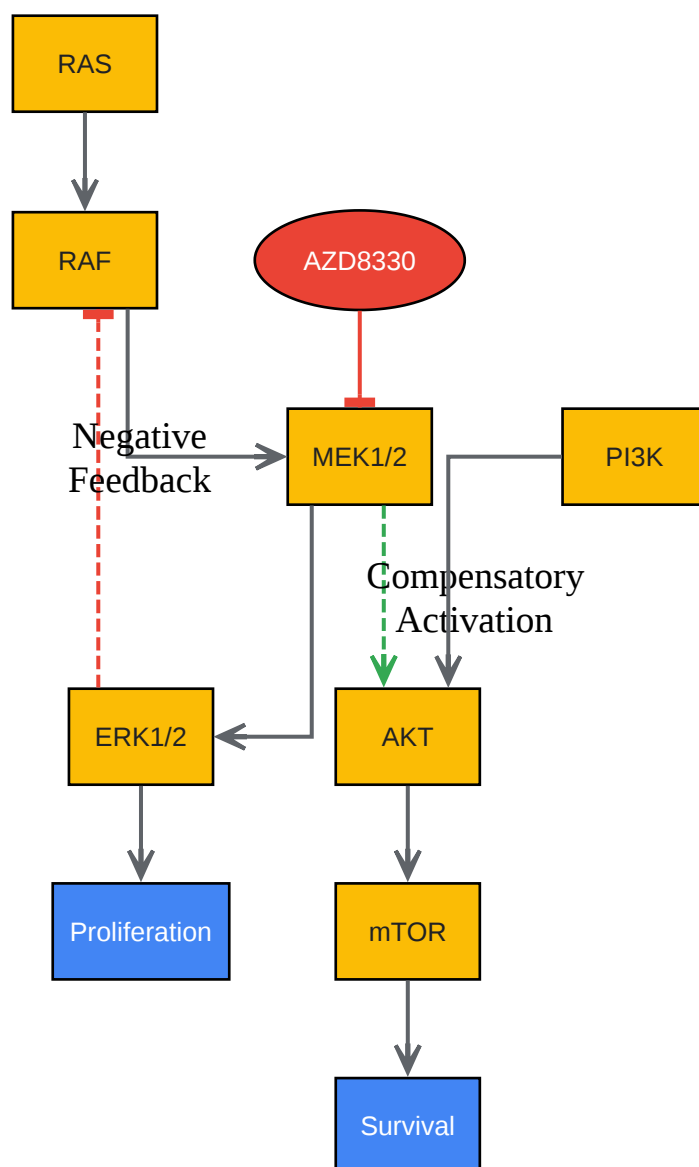 RAS
RAF
AZD8330
Negative
Feedback
MEK1/2
PI3K
Compensatory
Activation
ERK1/2
AKT
Proliferation
mTOR
Survival